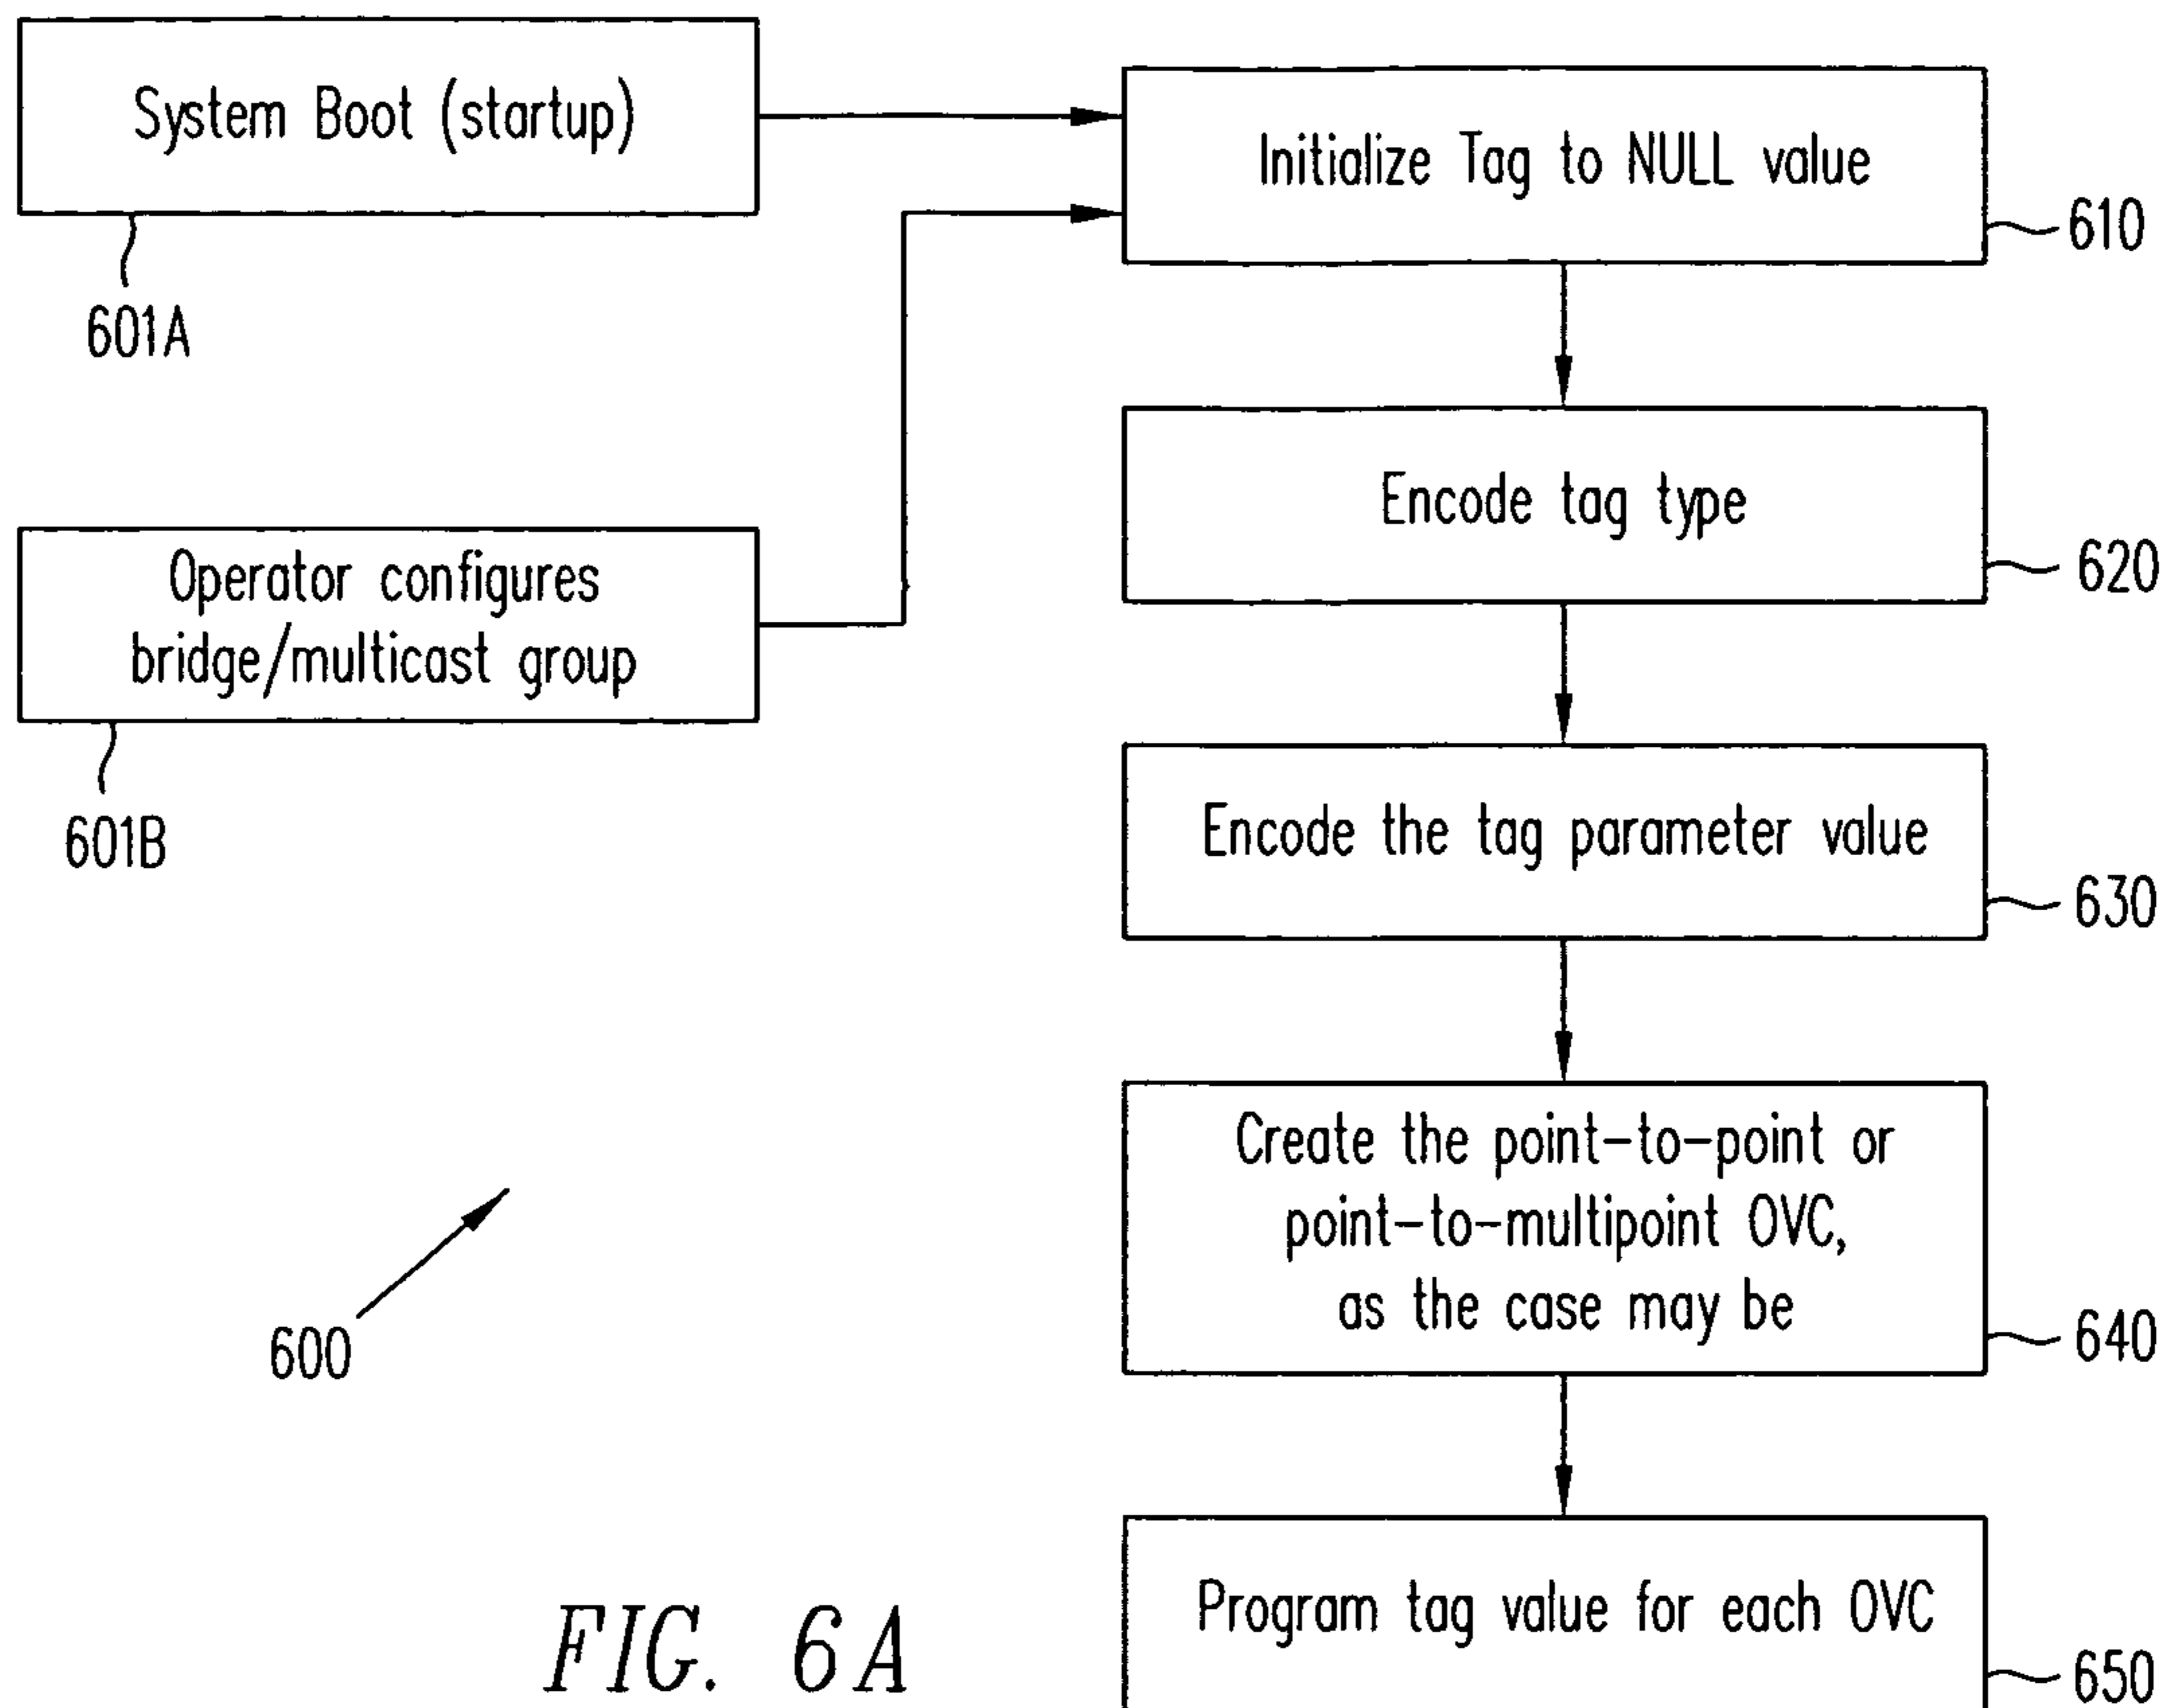 System Boot (startup)
601A
Operator configures
bridge/multicast group
601B
Initialize Tag to NULL value
610
Encode tag type
620
Encode the tag parameter value
630
Create the point-to-point or
point-to-multipoint OVC,
as the case may be
640
Program tag value for each OVC
650
600
FIG. 6A